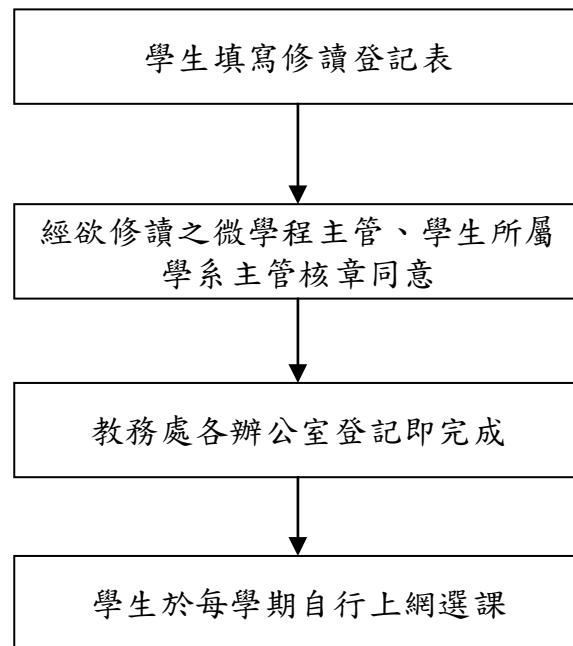 學生填寫修讀登記表
經欲修讀之微學程主管、學生所屬
學系主管核章同意
教務處各辦公室登記即完成
學生於每學期自行上網選課